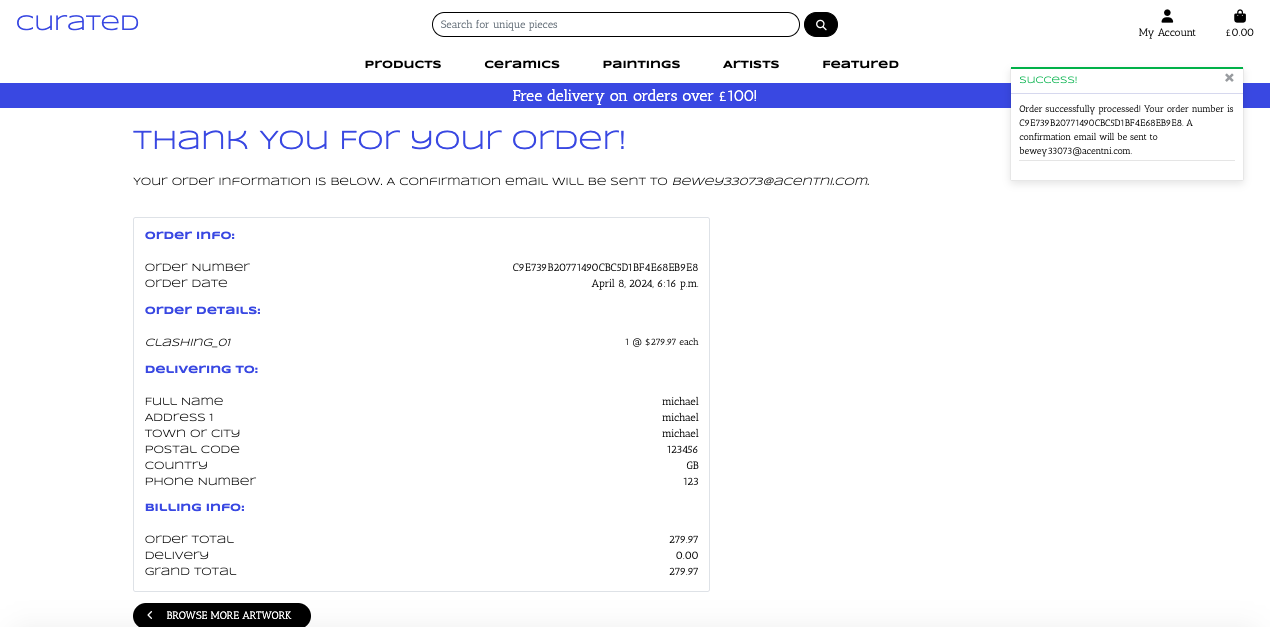 Curated
Search for unique pieces
My Account
£0.00
Products Ceramics Paintings Artists Featured
Free delivery on orders over £100!
Success!
Order successfully processed! Your order number is
C9E739B20771490CBC5D1BF4E68EB9E8. A
confirmation email will be sent to
bewey33073@acentni.com.
Thank you for your order!
Your order information is below. A confirmation email will be sent to bewey33073@acentni.com.
Order Info:
Order Number C9E739B20771490CBC5D1BF4E68EB9E8
Order Date April 8, 2024, 6:16 p.m.
Order Details:
Clashing_01 1 @ $279.97 each
Delivering To:
Full Name michael
Address 1 michael
Town or City michael
Postal Code 123456
Country GB
Phone Number 123
Billing Info:
Order Total 279.97
Delivery 0.00
Grand Total 279.97
BROWSE MORE ARTWORK